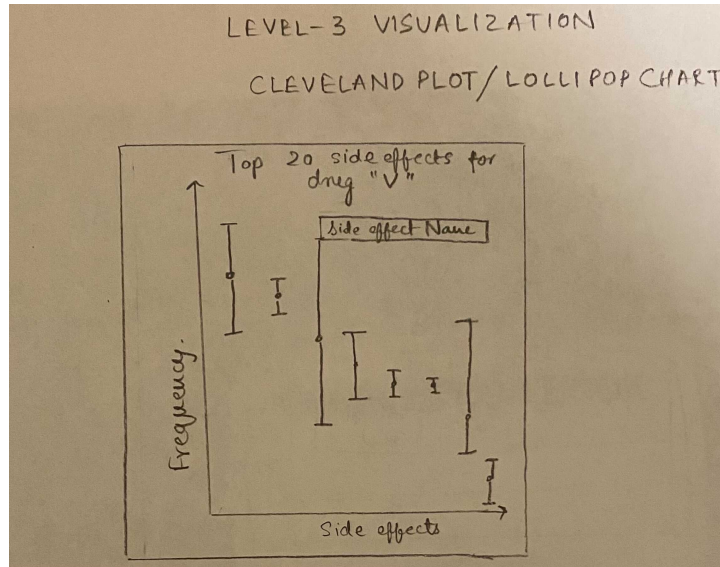 LEVEL-3 VISUALIZATION
CLEVELAND PLOT/LOLLIPOP CHART
Top 20 side effects for
drug "V"
Side effect Name
Frequency.
Side effects